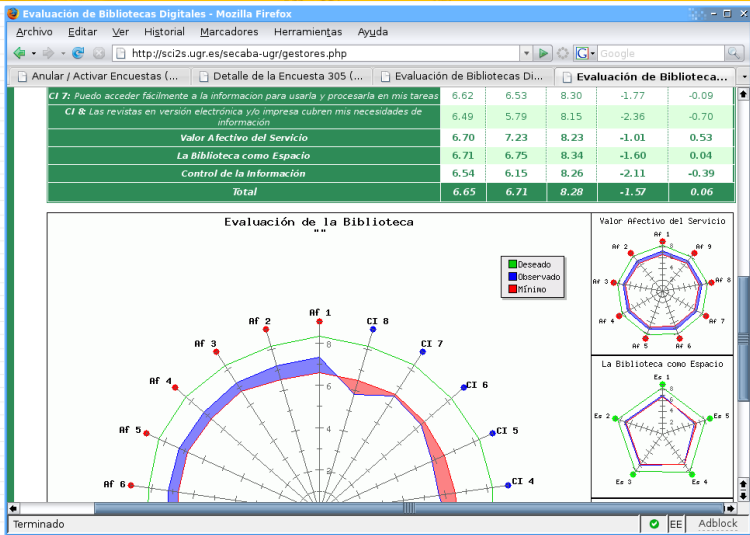 Evaluación de Bibliotecas Digitales - Mozilla Firefox
Archivo Editar Ver Historial Marcadores Herramientas Ayuda
http://sci2s.ugr.es/secaba-ugr/gestores.php
Google
Anular / Activar Encuestas (... Detalle de la Encuesta 305 (... Evaluación de Bibliotecas Di... Evaluación de Biblioteca...
CI 7: Puedo acceder fácilmente a la informacion para usarla y procesarla en mis tareas 6.62 6.53 8.30 -1.77 -0.09
CI 8: Las revistas en versión electrónica y/o impresa cubren mis necesidades de
información 6.49 5.79 8.15 -2.36 -0.70
Valor Afectivo del Servicio 6.70 7.23 8.23 -1.01 0.53
La Biblioteca como Espacio 6.71 6.75 8.34 -1.60 0.04
Control de la Información 6.54 6.15 8.26 -2.11 -0.39
Total 6.65 6.71 8.28 -1.57 0.06
Evaluación de la Biblioteca
""
Deseado
Observado
Mínimo
Af 1
Af 2
CI 8
Af 3
CI 7
Af 4
CI 6
Af 5
CI 5
Af 6
CI 4
8
6
4
2
Valor Afectivo del Servicio
Af 1
Af 2
Af 9
Af 3
Af 8
Af 4
Af 7
Af 5
Af 6
La Biblioteca como Espacio
Es 1
Es 2
Es 5
Es 3
Es 4
Terminado
EE
Adblock